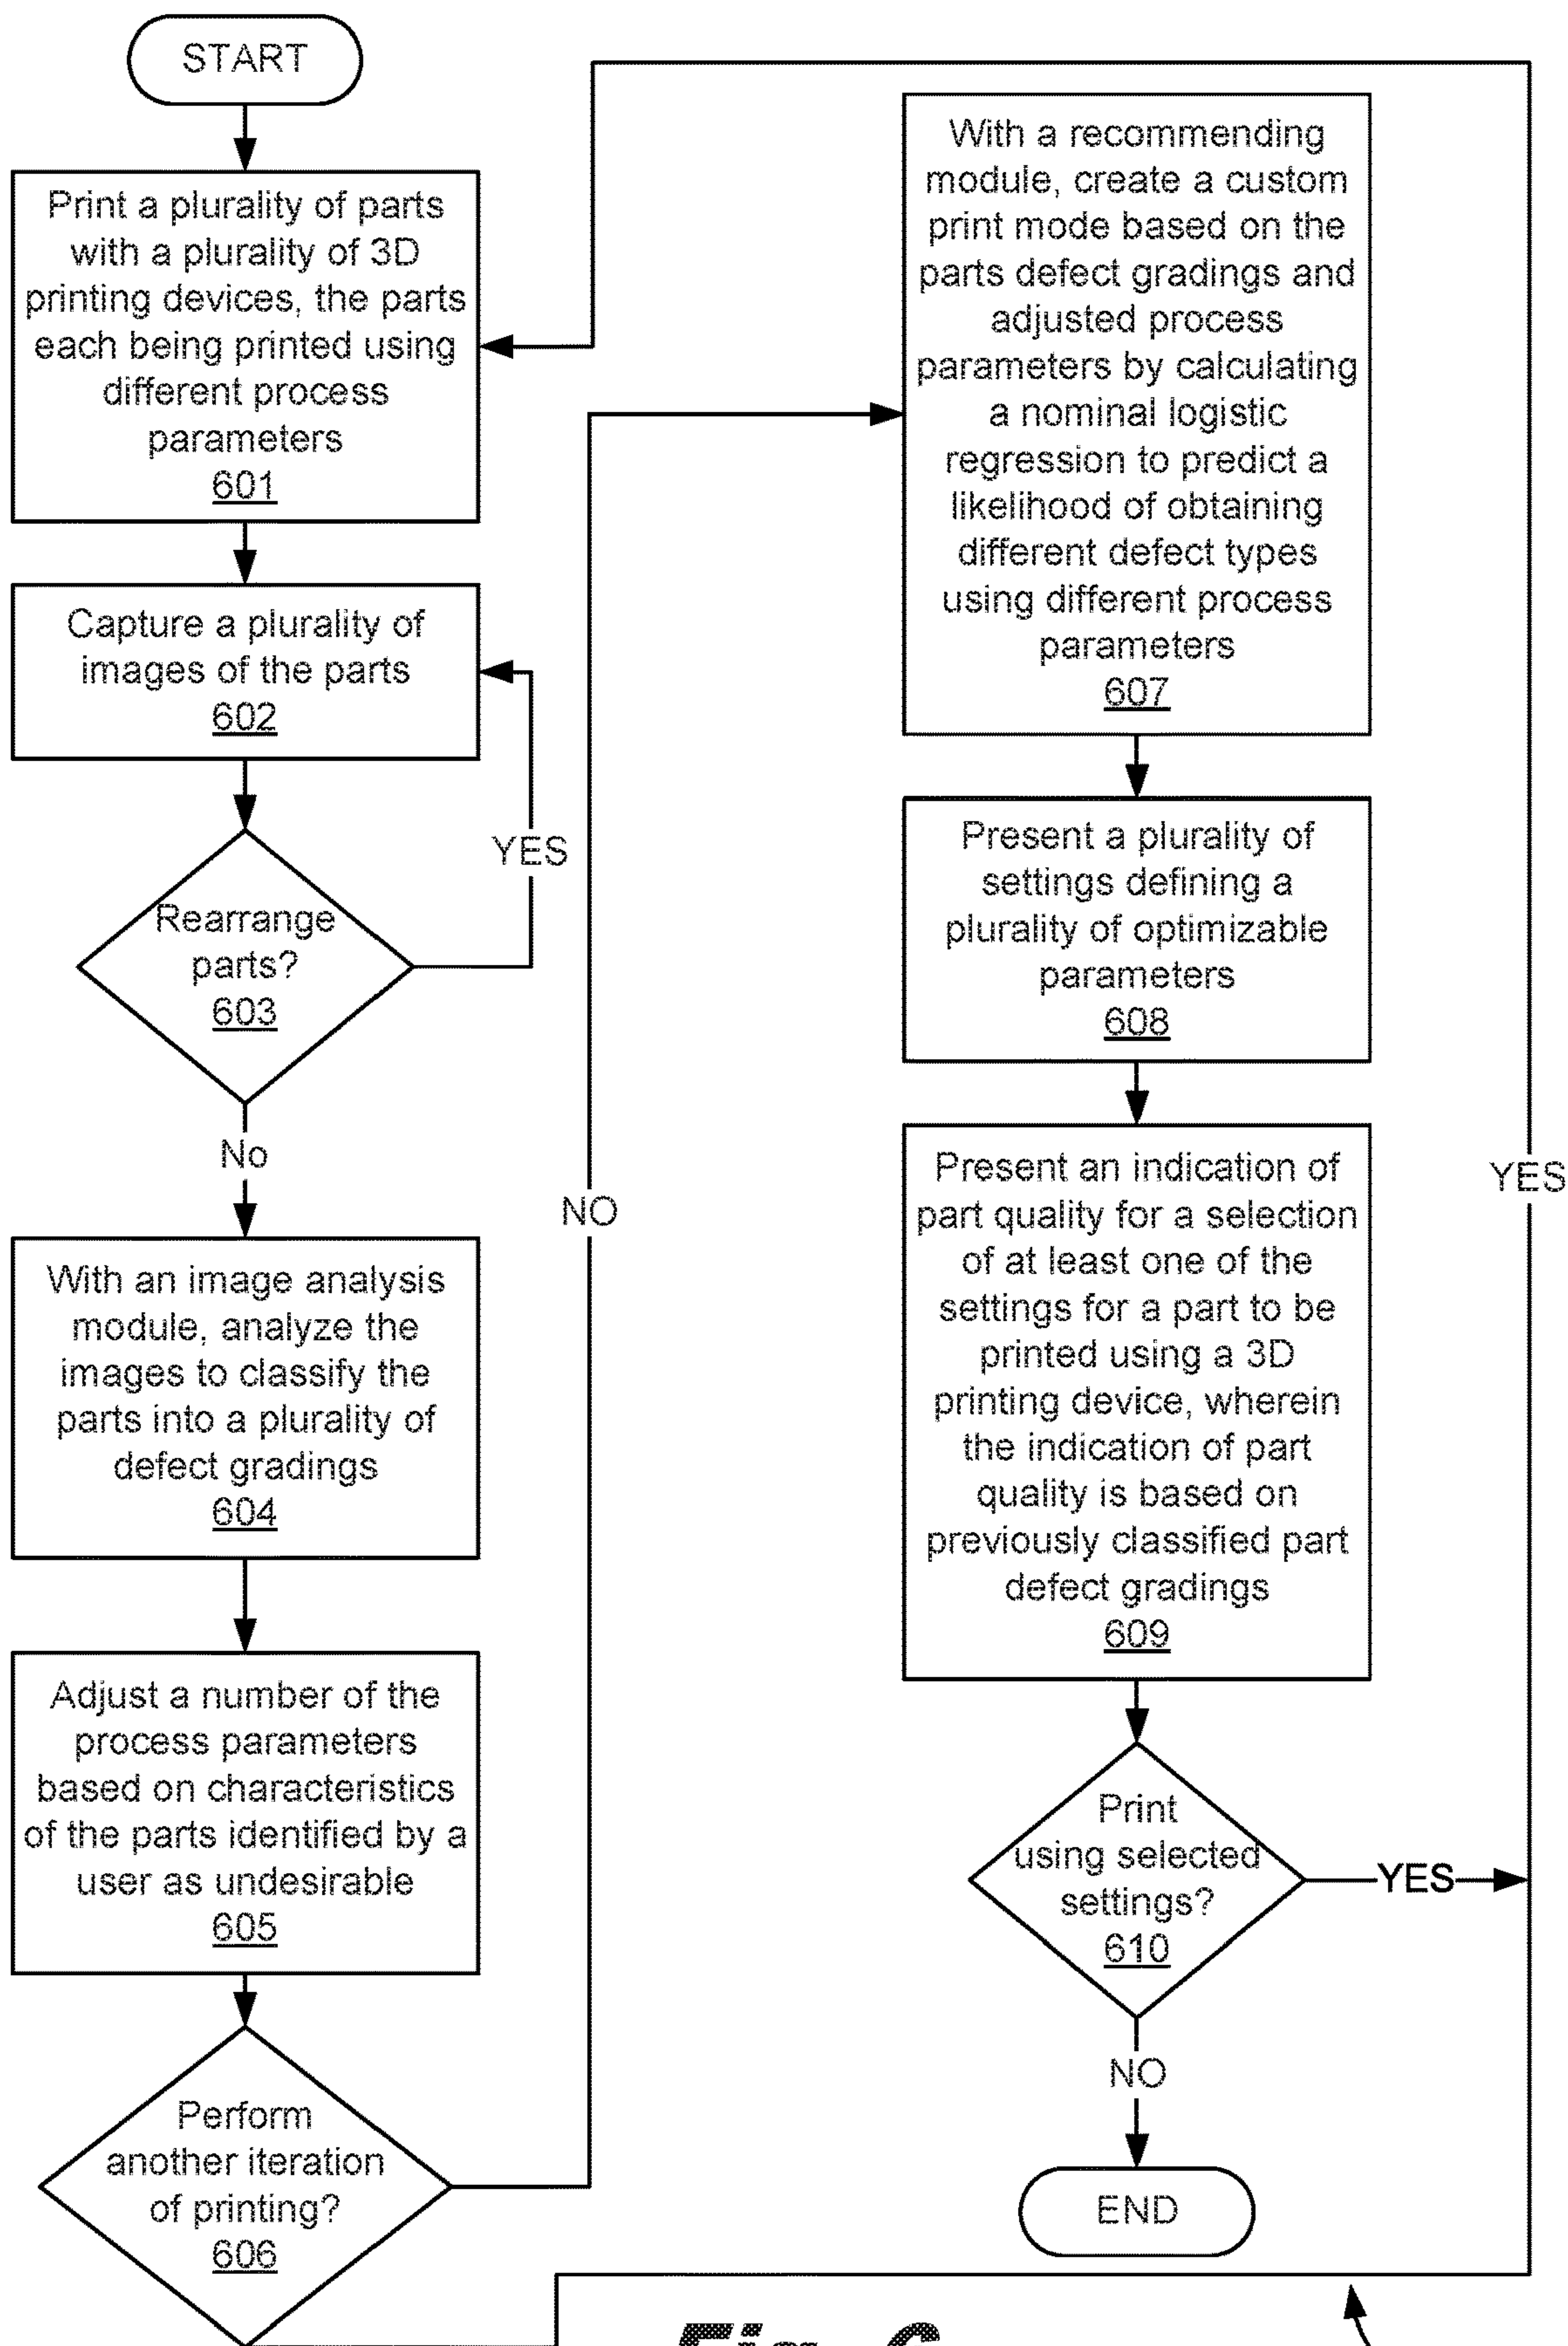 START
Print a plurality of parts
with a plurality of 3D
printing devices, the parts
each being printed using
different process
parameters
601
Capture a plurality of
images of the parts
602
YES
Rearrange
parts?
603
No
With an image analysis
module, analyze the
images to classify the
parts into a plurality of
defect gradings
604
Adjust a number of the
process parameters
based on characteristics
of the parts identified by a
user as undesirable
605
Perform
another iteration
of printing?
606
NO
With a recommending
module, create a custom
print mode based on the
parts defect gradings and
adjusted process
parameters by calculating
a nominal logistic
regression to predict a
likelihood of obtaining
different defect types
using different process
parameters
607
Present a plurality of
settings defining a
plurality of optimizable
parameters
608
Present an indication of
part quality for a selection
of at least one of the
settings for a part to be
printed using a 3D
printing device, wherein
the indication of part
quality is based on
previously classified part
defect gradings
609
Print
using selected
settings?
610
YES
NO
END
YES